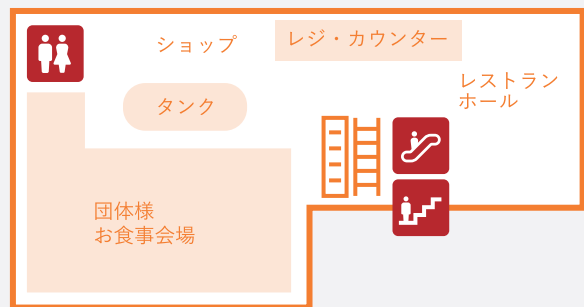 ショップ
レジ・カウンター
レストラン
ホール
タンク
団体様
お食事会場